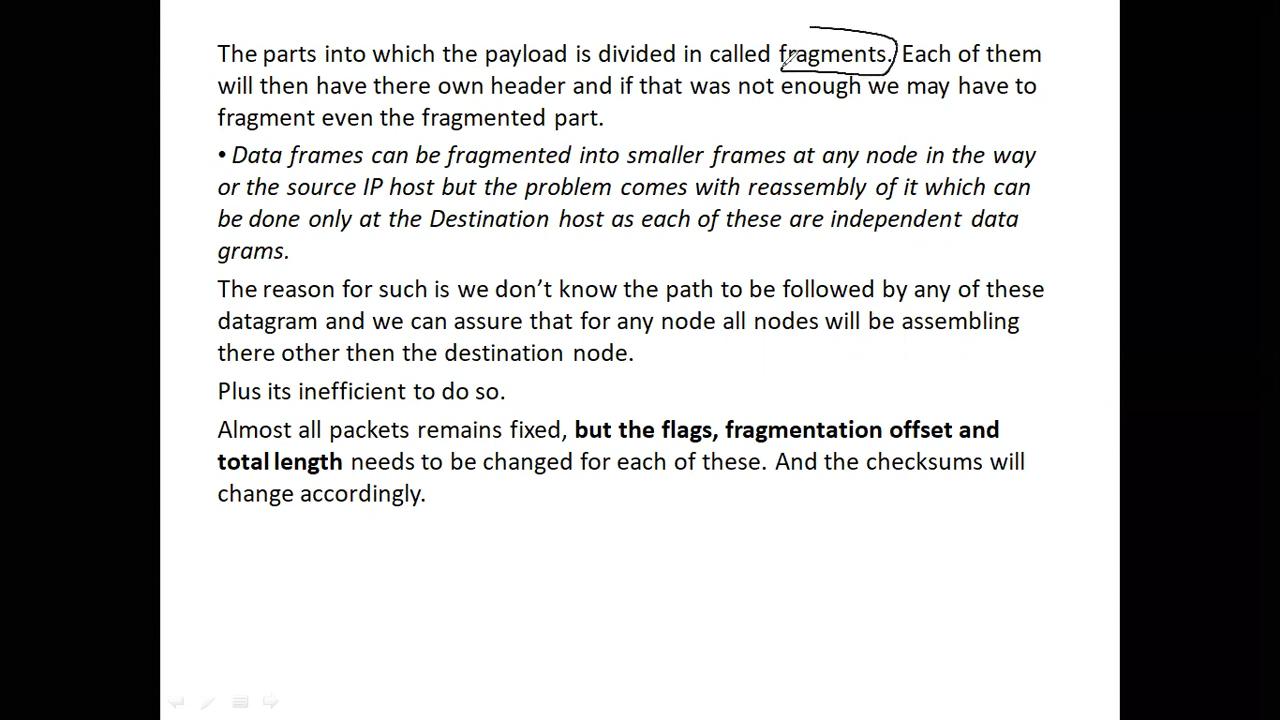 The parts into which the payload is divided in called fragments. Each of them
will then have there own header and if that was not enough we may have to
fragment even the fragmented part.
• Data frames can be fragmented into smaller frames at any node in the way
or the source IP host but the problem comes with reassembly of it which can
be done only at the Destination host as each of these are independent data
grams.
The reason for such is we don’t know the path to be followed by any of these
datagram and we can assure that for any node all nodes will be assembling
there other then the destination node.
Plus its inefficient to do so.
Almost all packets remains fixed, but the flags, fragmentation offset and
total length needs to be changed for each of these. And the checksums will
change accordingly.